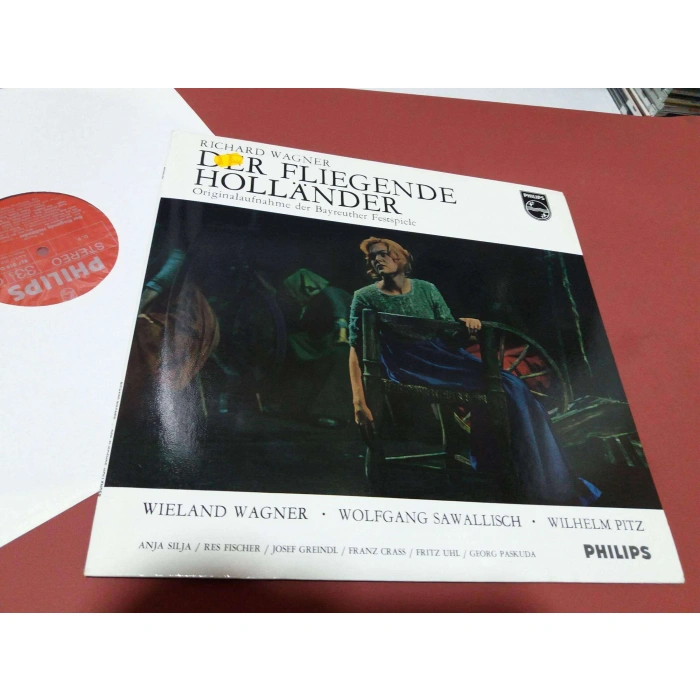 RICHARD WAGNER
DER FLIEGENDE
HOLLÄNDER
Originalaufnahme der Bayreuther Festspiele
PHILIPS
WIELAND WAGNER · WOLFGANG SAWALLISCH · WILHELM PITZ
ANJA SILJA / RES FISCHER / JOSEF GREINDL / FRANZ CRASS / FRITZ UHL / GEORG PASKUDA
PHILIPS
STEREO
PHILIPS